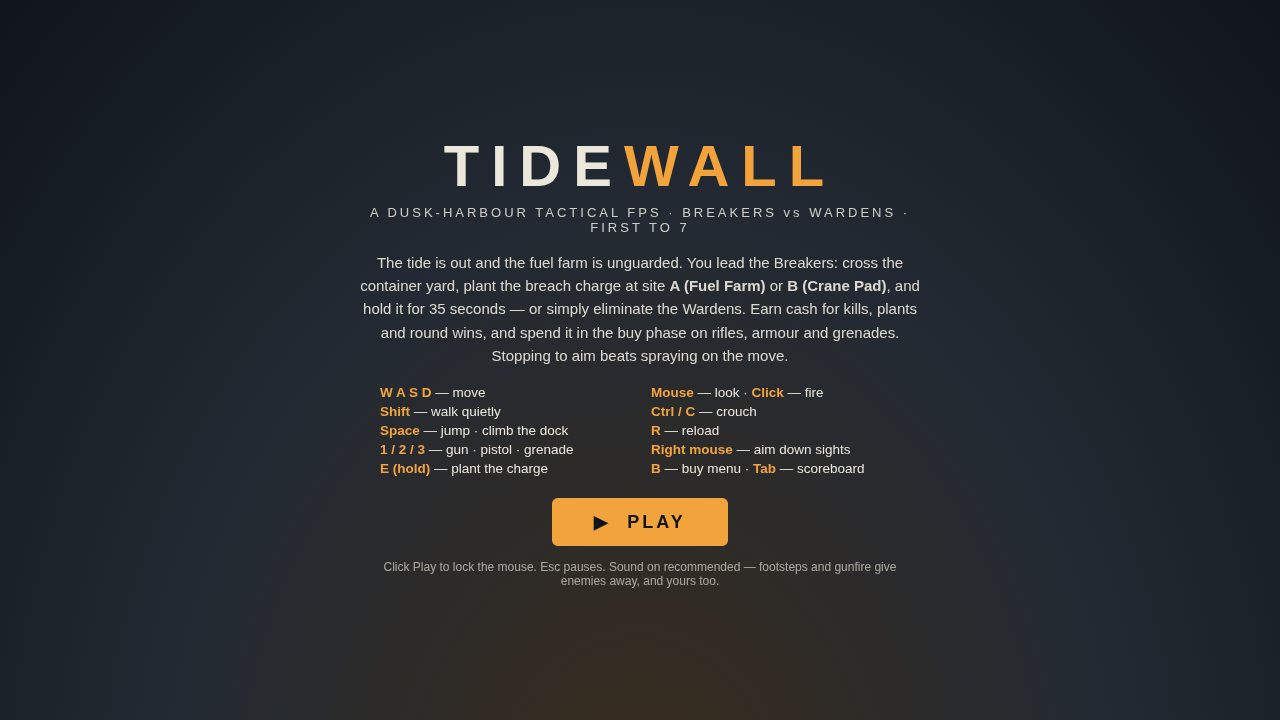 TIDEWALL
A DUSK-HARBOUR TACTICAL FPS · BREAKERS vs WARDENS ·
FIRST TO 7
The tide is out and the fuel farm is unguarded. You lead the Breakers: cross the
container yard, plant the breach charge at site A (Fuel Farm) or B (Crane Pad), and
hold it for 35 seconds — or simply eliminate the Wardens. Earn cash for kills, plants
and round wins, and spend it in the buy phase on rifles, armour and grenades.
Stopping to aim beats spraying on the move.
W A S D — move
Mouse — look · Click — fire
Shift — walk quietly
Ctrl / C — crouch
Space — jump · climb the dock
R — reload
1 / 2 / 3 — gun · pistol · grenade
Right mouse — aim down sights
E (hold) — plant the charge
B — buy menu · Tab — scoreboard
▶ PLAY
Click Play to lock the mouse. Esc pauses. Sound on recommended — footsteps and gunfire give
enemies away, and yours too.